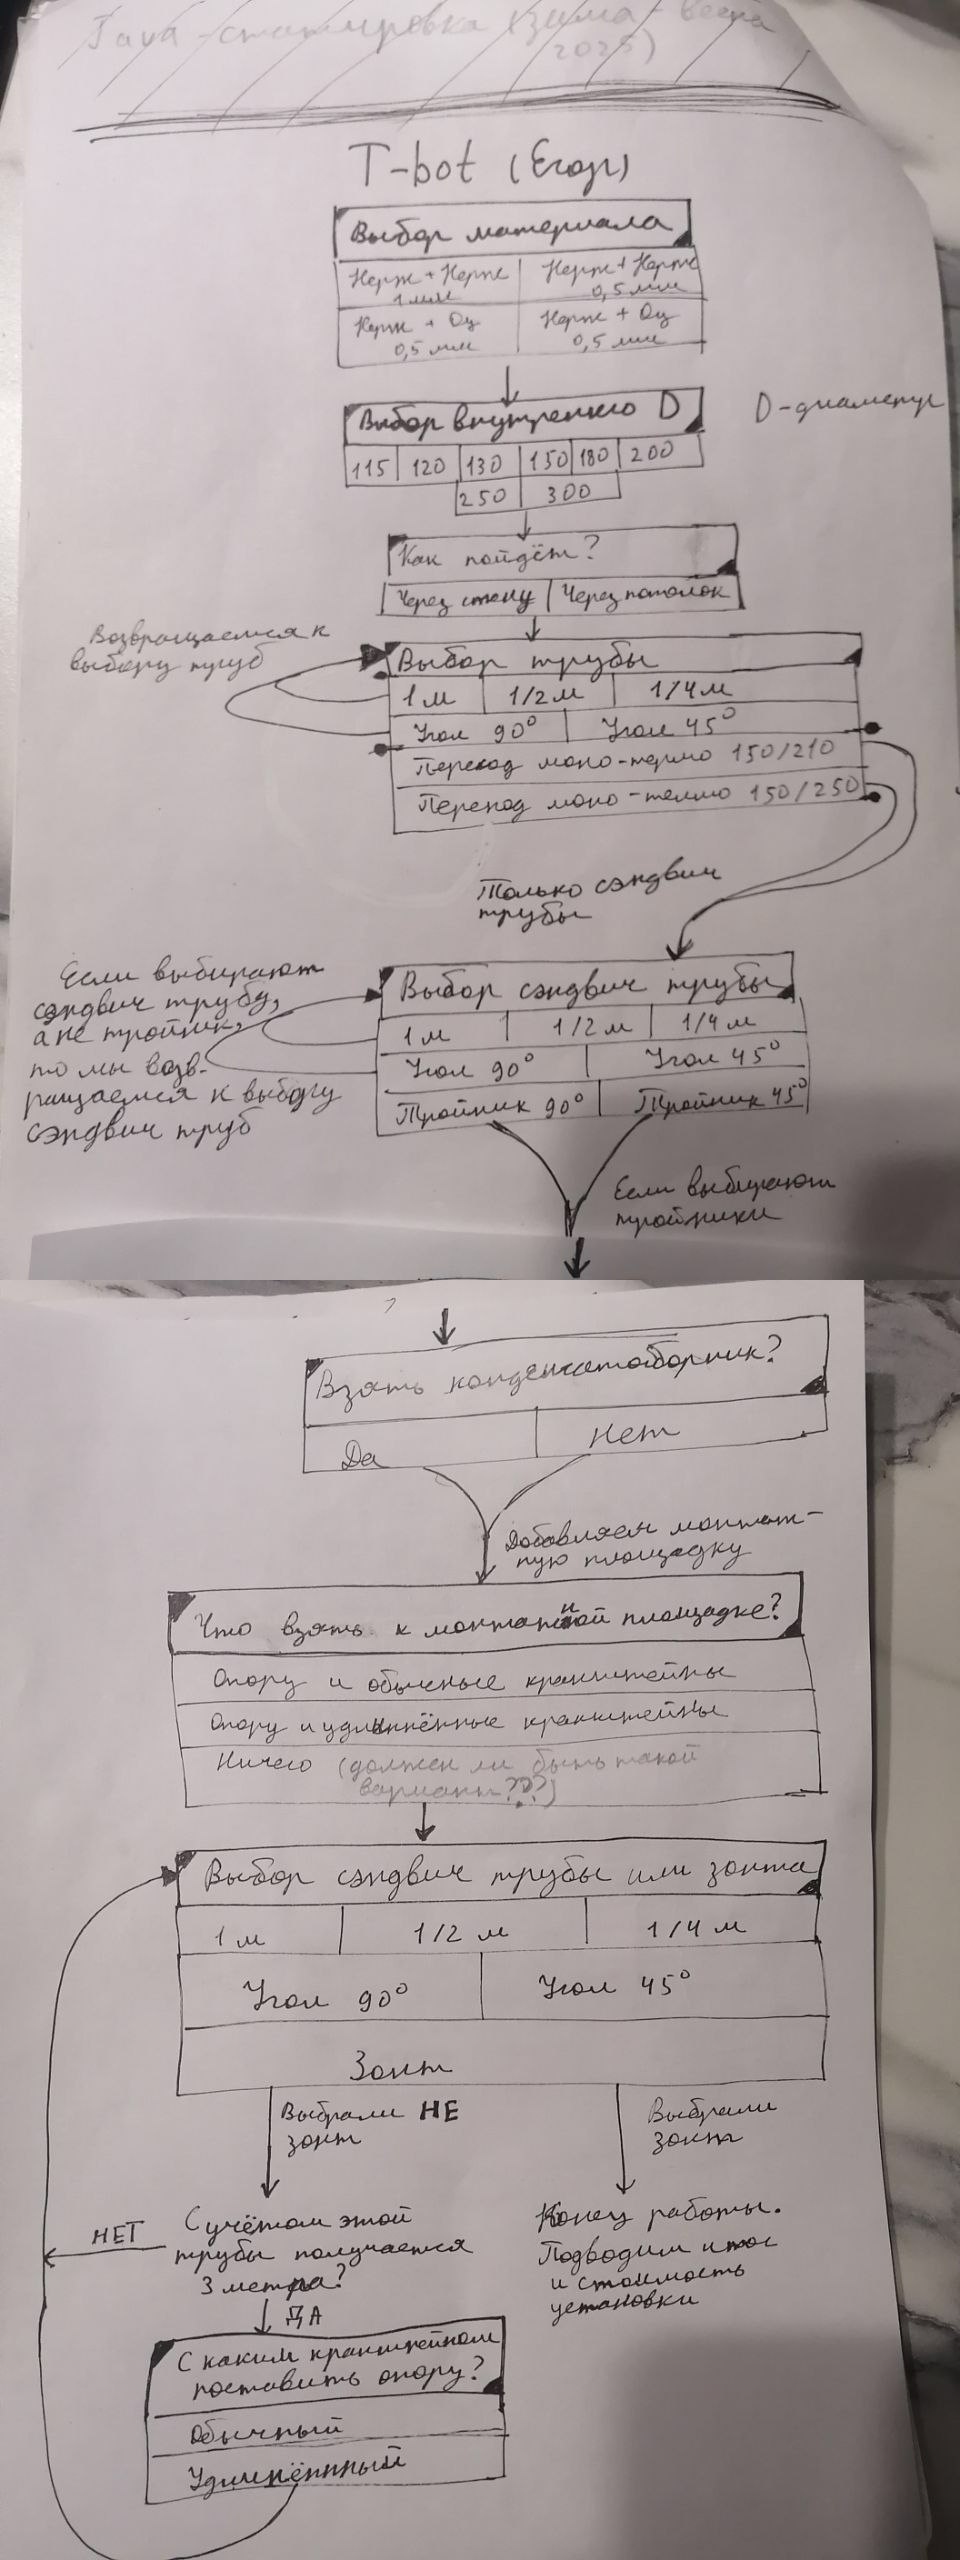 Java-стажировка (зима-весна
2025)
T-bot (Егор)
Выбор материала
Нерж + Нерж
1 мм
Нерж + Нерж
0,5 мм
Нерж + Оц
0,5 мм
Нерж + Оц
0,5 мм
Выбор внутреннего D
D-диаметр
115 120 130 150 180 200
250 300
Как пойдёт?
Через стену Через потолок
Возвращаемся к
выбору труб
Выбор трубы
1 м 1/2 м 1/4 м
Угол 90° Угол 45°
Переход моно-термо 150/210
Переход моно-термо 150/250
Только сэндвич
трубы
Если выбирают
сэндвич трубу,
а не тройник,
то мы возв-
ращаемся к выбору
сэндвич труб
Выбор сэндвич трубы
1 м 1/2 м 1/4 м
Угол 90° Угол 45°
Тройник 90° Тройник 45°
Если выбирают
тройники
Взять конденсатосборник?
Да Нет
Добавляем монтаж-
ную площадку
Что взять к монтажной площадке?
Опору и обычные кранштейны
Опору и удлиннённые кранштейны
Ничего (должен ли быть такой
вариант???)
Выбор сэндвич трубы или зонта
1 м 1/2 м 1/4 м
Угол 90° Угол 45°
Зонт
Выбрали НЕ
зонт
Выбрали
зонт
НЕТ
С учётом этой
трубы получается
3 метра?
ДА
Конец работы.
Подводим итог
и стоимость
установки
С каким кранштейном
поставить опору?
Обычный
Удлинённый